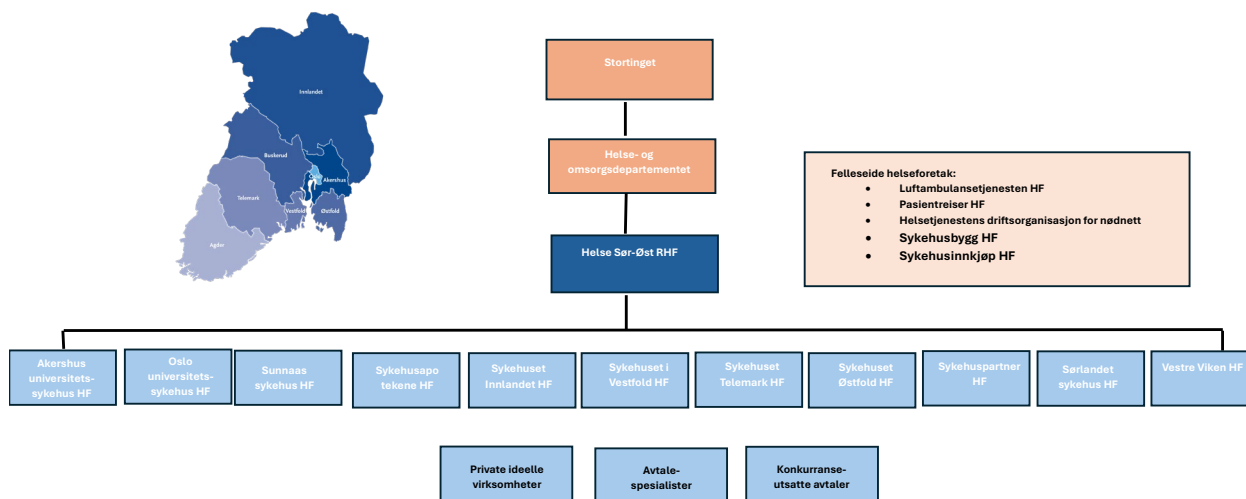 Innlandet
Buskerud
Oslo
Akershus
Telemark
Vestfold
Østfold
Agder
Stortinget
Helse- og
omsorgsdepartementet
Helse Sør-Øst RHF
Felleseide helseforetak:
• Luftambulansetjenesten HF
• Pasientreiser HF
• Helsetjenestens driftsorganisasjon for nødnett
• Sykehusbygg HF
• Sykehusinnkjøp HF
Akershus
universitets-
sykehus HF
Oslo
universitets-
sykehus HF
Sunnaas
sykehus HF
Sykehusapo
tekene HF
Sykehuset
Innlandet HF
Sykehuset i
Vestfold HF
Sykehuset
Telemark HF
Sykehuset
Østfold HF
Sykehuspartner
HF
Sørlandet
sykehus HF
Vestre Viken HF
Private ideelle
virksomheter
Avtale-
spesialister
Konkurranse-
utsatte avtaler